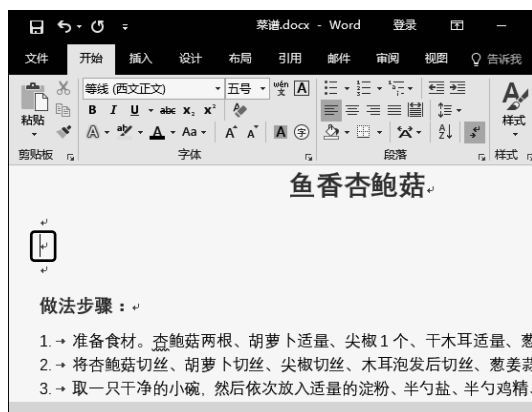 菜谱.docx - Word 登录
文件 开始 插入 设计 布局 引用 邮件 审阅 视图 告诉我
等线 (西文正文) 五号 wén 文 A
粘贴 B I U abc X₂ X² 样式
A aby A Aa A A A 字
剪贴板 字体 段落 样式
鱼香杏鲍菇
做法步骤：
1. 准备食材。杏鲍菇两根、胡萝卜适量、尖椒 1 个、干木耳适量、葱
2. 将杏鲍菇切丝、胡萝卜切丝、尖椒切丝、木耳泡发后切丝、葱姜蒜
3. 取一只干净的小碗，然后依次放入适量的淀粉、半勺盐、半勺鸡精、